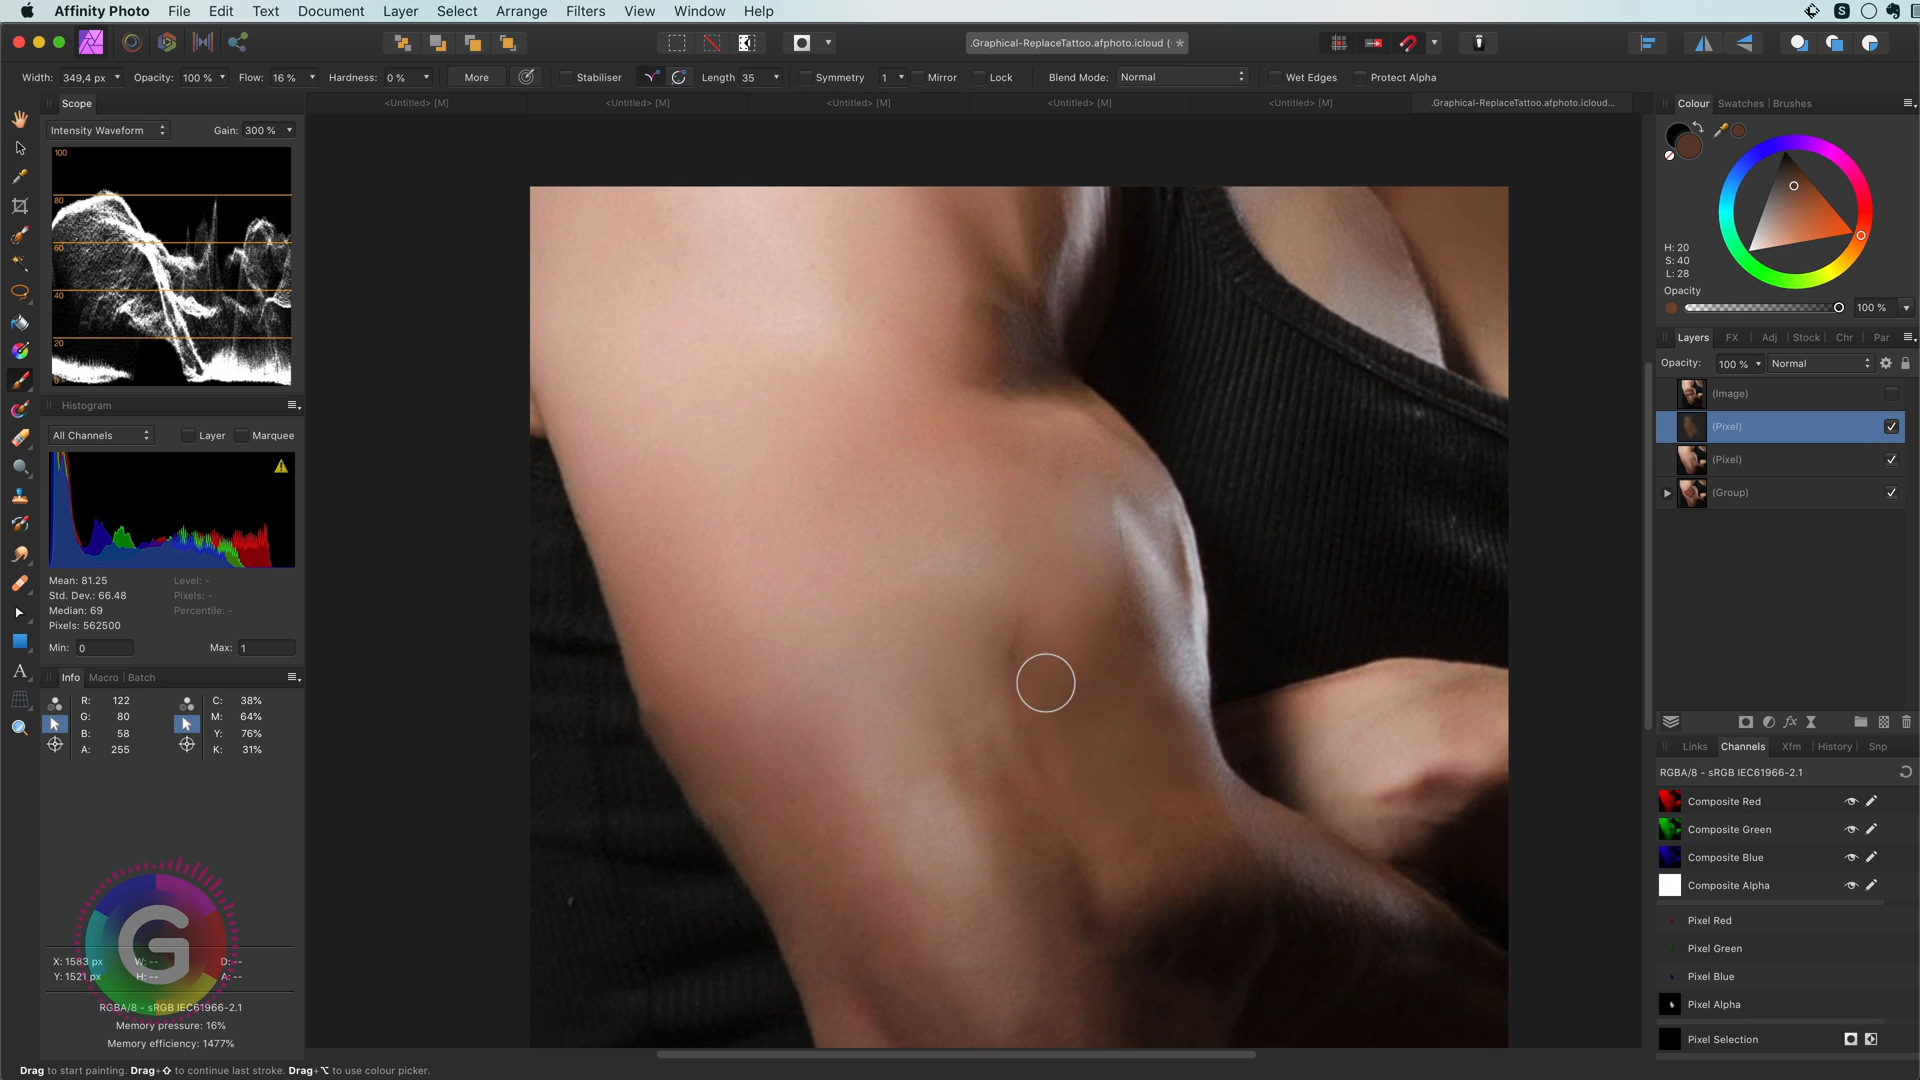 Affinity Photo File Edit Text Document Layer Select Arrange Filters View Window Help
.Graphical-ReplaceTattoo.afphoto.icloud (
Width: 349,4 px Opacity: 100 % Flow: 16 % Hardness: 0 % More Stabiliser Length 35 Symmetry 1 Mirror Lock Blend Mode: Normal Wet Edges Protect Alpha
<Untitled> [M] <Untitled> [M] <Untitled> [M] <Untitled> [M] <Untitled> [M] .Graphical-ReplaceTattoo.afphoto.icloud...
Scope
Intensity Waveform Gain: 300 %
100
80
60
40
20
0
Histogram
All Channels Layer Marquee
Mean: 81.25 Level: -
Std. Dev.: 66.48 Pixels: -
Median: 69 Percentile: -
Pixels: 562500
Min: 0 Max: 1
Info Macro Batch
R: 122 C: 38%
G: 80 M: 64%
B: 58 Y: 76%
A: 255 K: 31%
G
X: 1583 px W: -- D: --
Y: 1521 px H: -- A: --
RGBA/8 - sRGB IEC61966-2.1
Memory pressure: 16%
Memory efficiency: 1477%
Drag to start painting. Drag+⇧ to continue last stroke. Drag+⌥ to use colour picker.
Colour Swatches Brushes
H: 20
S: 40
L: 28
Opacity
100 %
Layers FX Adj Stock Chr Par
Opacity: 100 % Normal
(Image)
(Pixel)
(Pixel)
(Group)
Links Channels Xfm History Snp
RGBA/8 - sRGB IEC61966-2.1
Composite Red
Composite Green
Composite Blue
Composite Alpha
Pixel Red
Pixel Green
Pixel Blue
Pixel Alpha
Pixel Selection